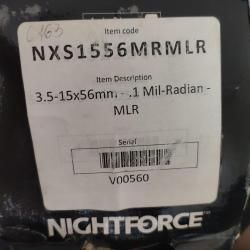 Item code
NXS1556MRMLR
Item Description
3.5-15x56mm - .1 Mil-Radian -
MLR
Serial
V00560
NIGHTFORCE